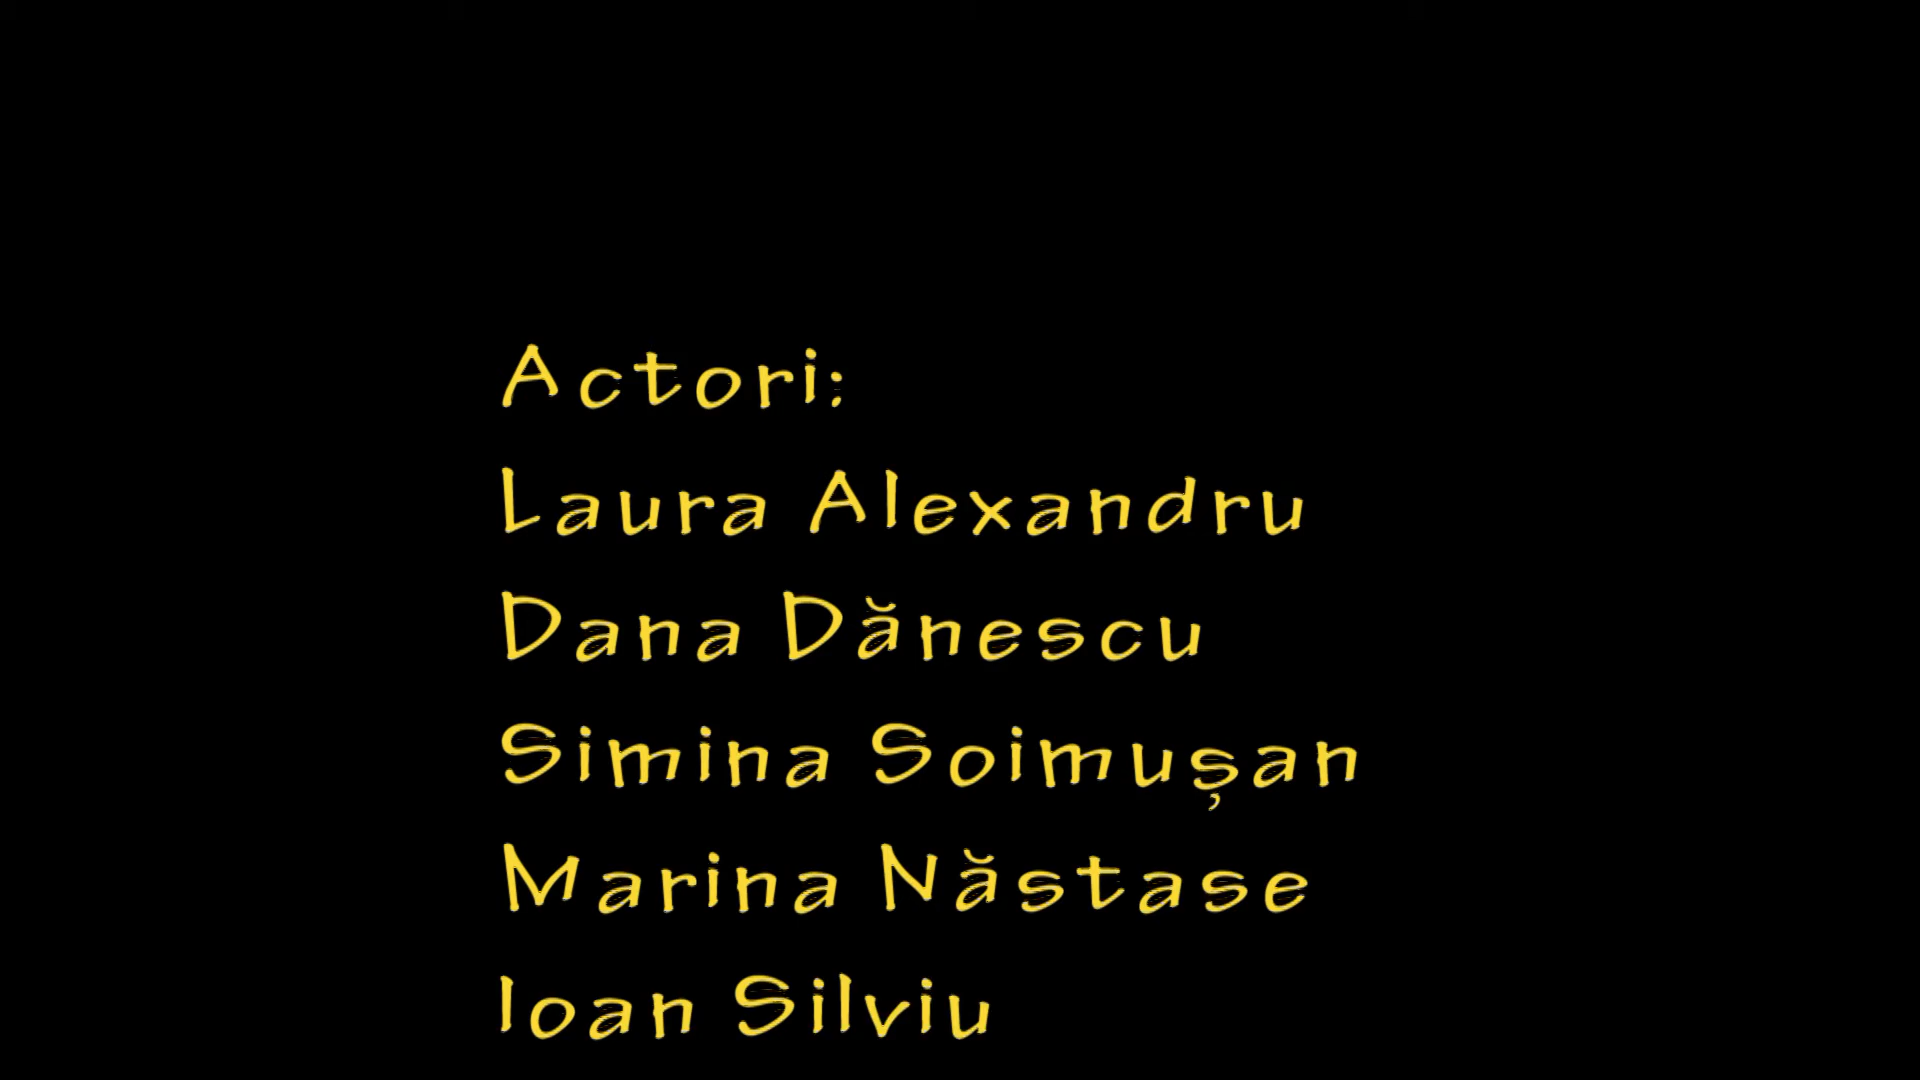 Actori:
Laura Alexandru
Dana Dănescu
Simina Soimușan
Marina Năstase
Ioan Silviu